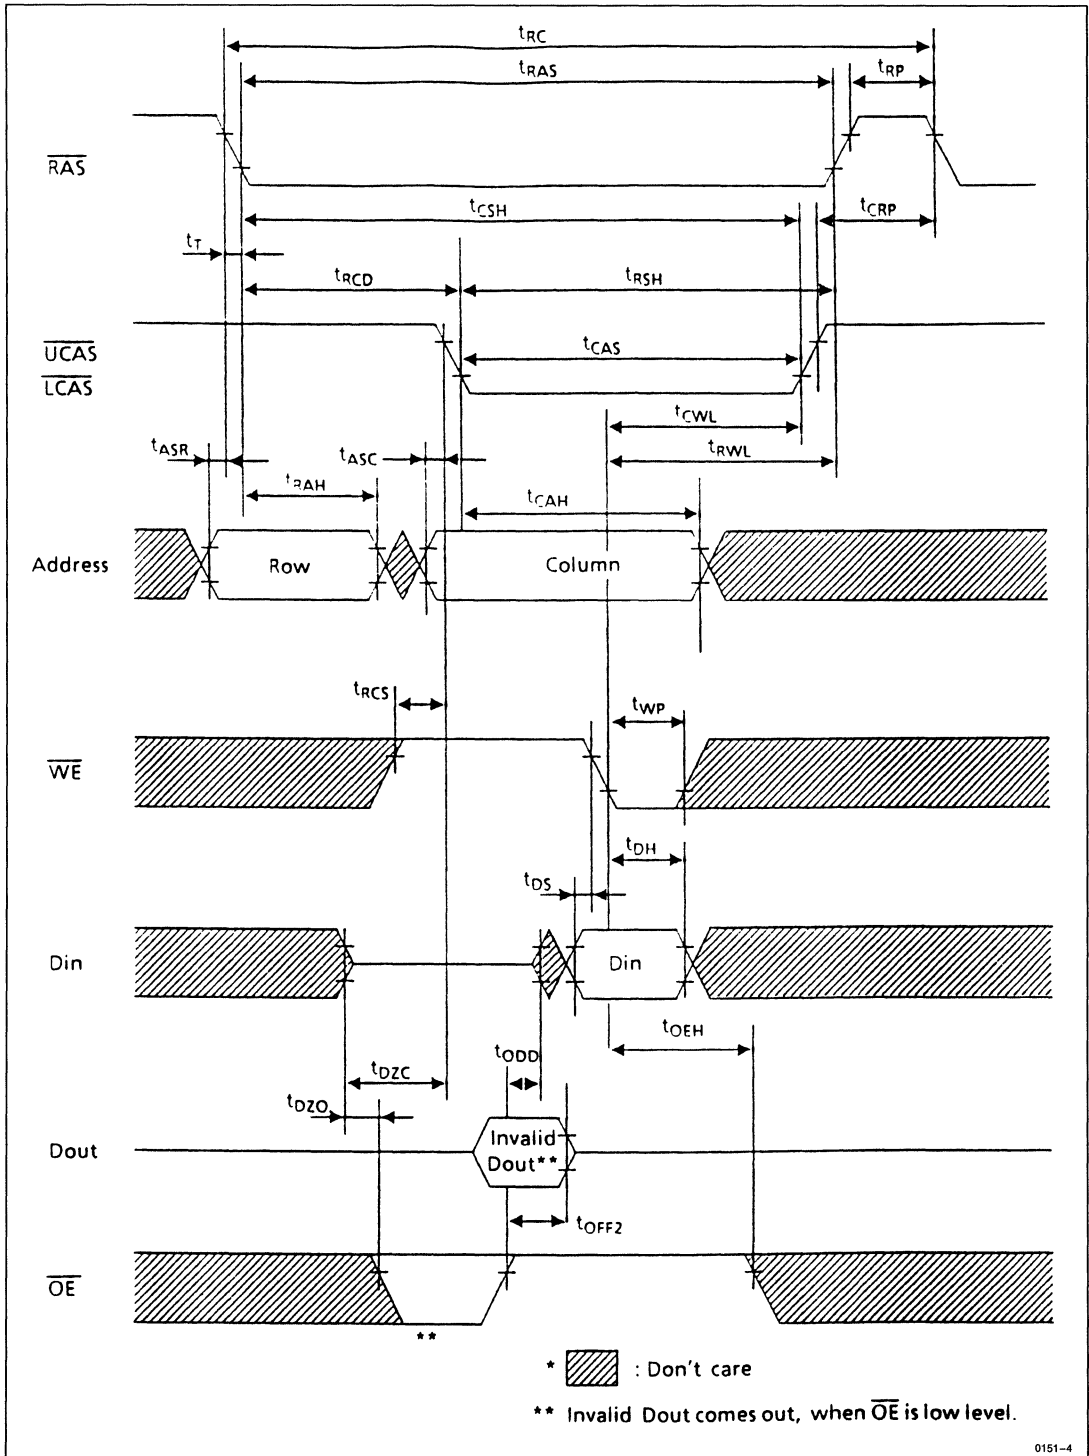 tRC
tRAS
tRP
RAS
tCSH
tCRP
tT
tRCD
tRSH
UCAS
LCAS
tCAS
tCWL
tASR
tASC
tRWL
tRAH
tCAH
Address
Row
Column
tRCS
tWP
WE
tDH
tDS
Din
Din
tOEH
tODD
tDZC
tDZO
Dout
Invalid
Dout**
tOFF2
OE
**
* : Don't care
** Invalid Dout comes out, when OE is low level.
0151-4